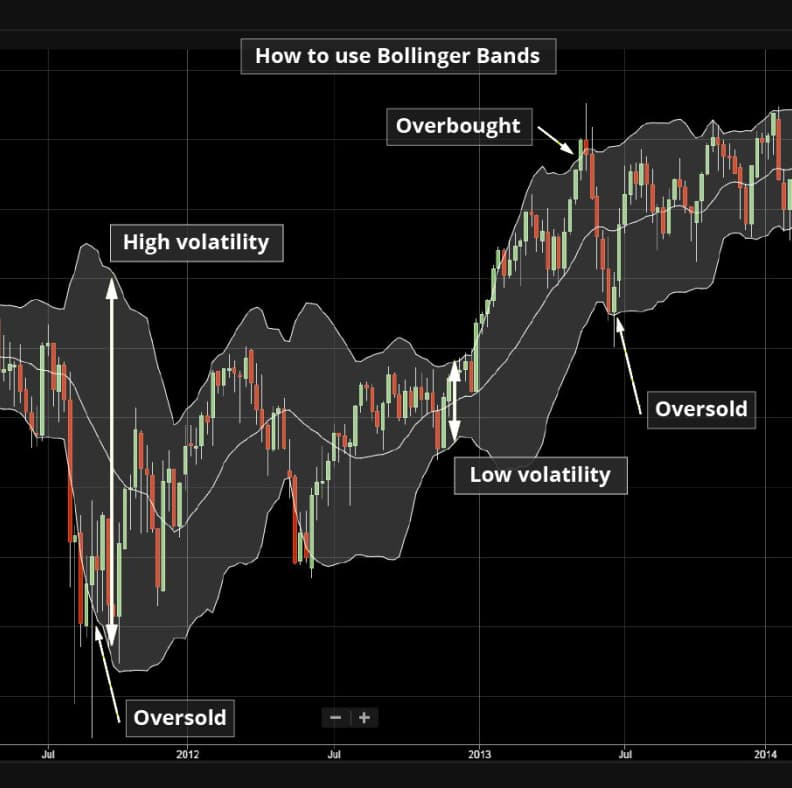 How to use Bollinger Bands
Overbought
High volatility
Oversold
Low volatility
Oversold
− +
Jul 2012 Jul 2013 Jul 2014